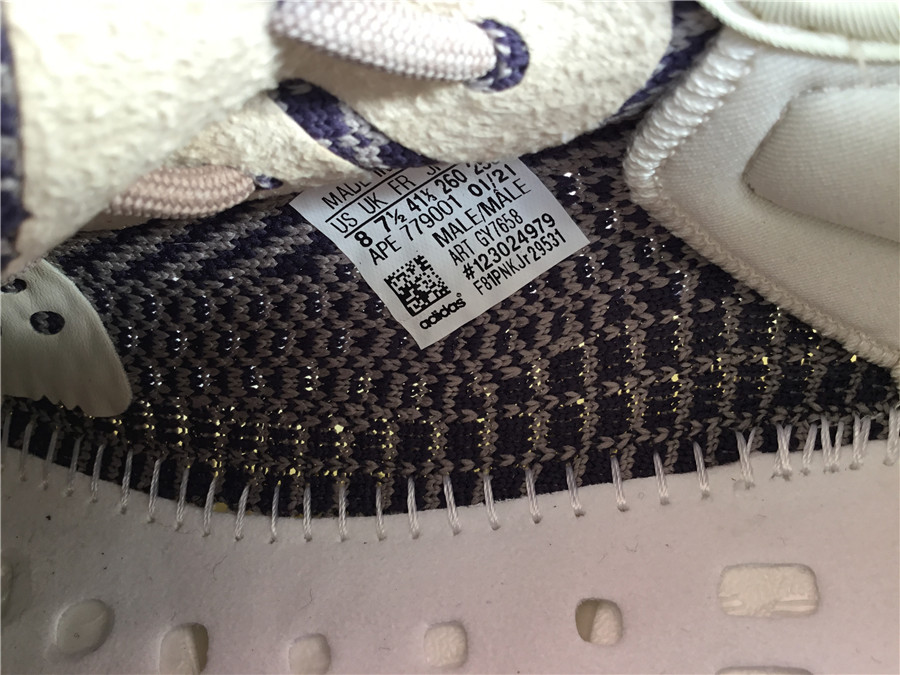 MADE
US UK FR J
8 7½ 41⅓ 260
APE 779001 01/21
MALE/MÂLE
ART GY7658
#123024979
F81PNKJr29531
adidas®